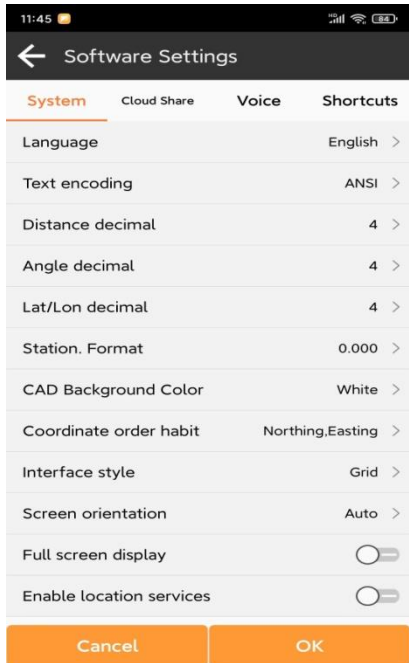 11:45
HD 84
Software Settings
System Cloud Share Voice Shortcuts
Language English >
Text encoding ANSI >
Distance decimal 4 >
Angle decimal 4 >
Lat/Lon decimal 4 >
Station. Format 0.000 >
CAD Background Color White >
Coordinate order habit Northing,Easting >
Interface style Grid >
Screen orientation Auto >
Full screen display
Enable location services
Cancel OK